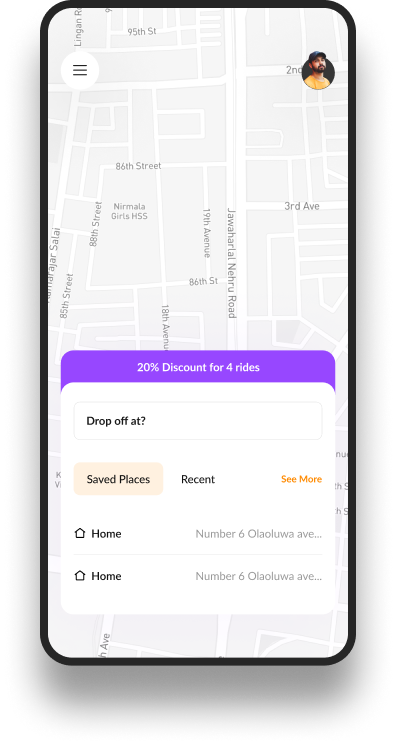 Lingan
95th St
2nd
86th Street
Nirmala
Girls HSS
3rd Ave
88th Street
19th Avenue
Jawaharlal Nehru Road
Kamarajar Salai
85th Street
86th St
18th Avenue
20% Discount for 4 rides
Drop off at?
Saved Places
Recent
See More
Home
Number 6 Olaoluwa ave...
Home
Number 6 Olaoluwa ave...
h Ave